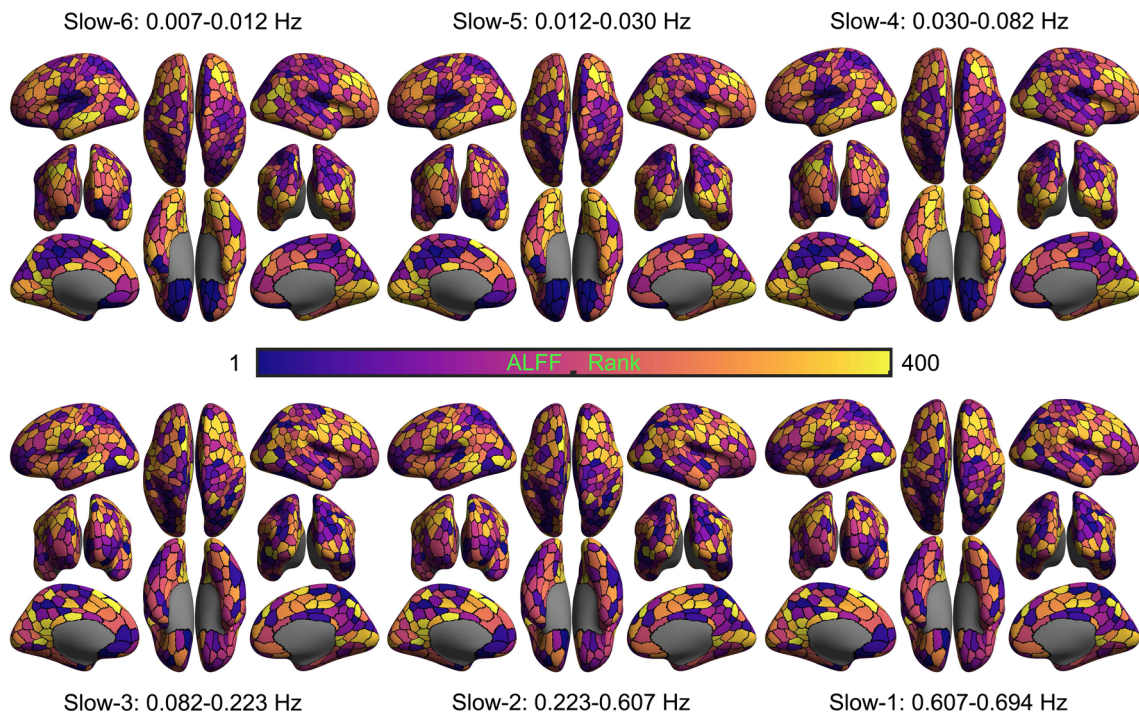 Slow-6: 0.007-0.012 Hz
Slow-5: 0.012-0.030 Hz
Slow-4: 0.030-0.082 Hz
1 ALFF Rank 400
Slow-3: 0.082-0.223 Hz
Slow-2: 0.223-0.607 Hz
Slow-1: 0.607-0.694 Hz